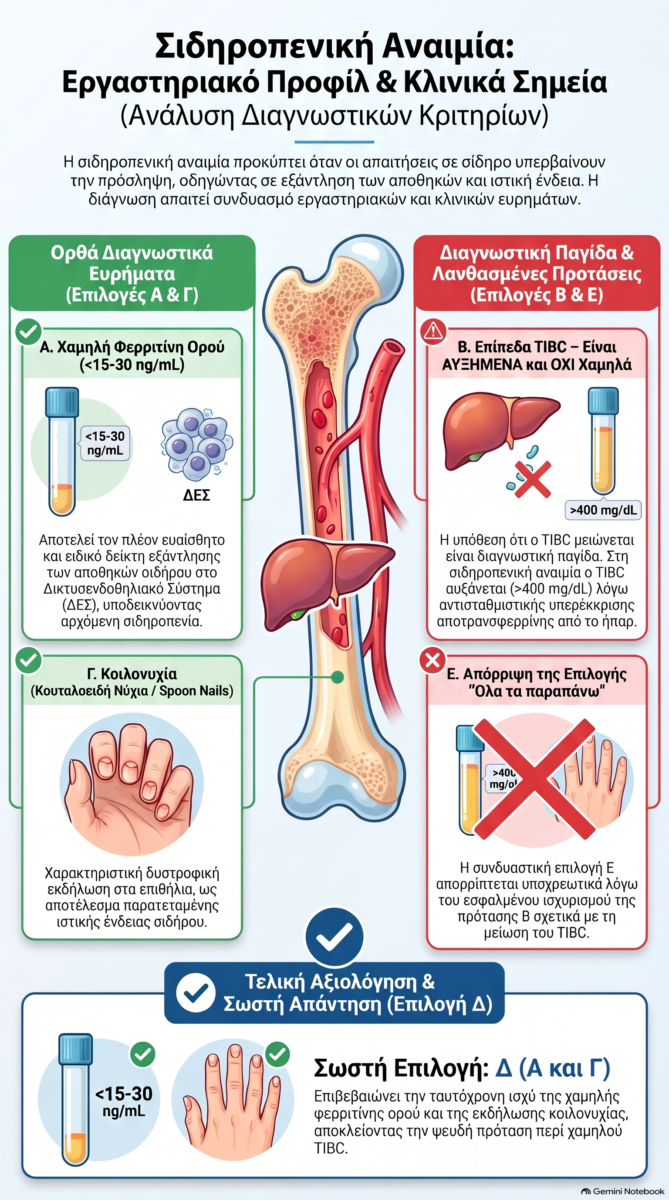 Σιδηροπενική Αναιμία:
Εργαστηριακό Προφίλ & Κλινικά Σημεία
(Ανάλυση Διαγνωστικών Κριτηρίων)
Η σιδηροπενική αναιμία προκύπτει όταν οι απαιτήσεις σε σίδηρο υπερβαίνουν
την πρόσληψη, οδηγώντας σε εξάντληση των αποθηκών και ιστική ένδεια. Η
διάγνωση απαιτεί συνδυασμό εργαστηριακών και κλινικών ευρημάτων.
Ορθά Διαγνωστικά
Ευρήματα
(Επιλογές Α & Γ)
Α. Χαμηλή Φερριτίνη Ορού
(<15-30 ng/mL)
<15-30
ng/mL
ΔΕΣ
Αποτελεί τον πλέον ευαίσθητο
και ειδικό δείκτη εξάντλησης
των αποθηκών οιδήρου στο
Δικτυσενδοθηλιακό Σύστημα
(ΔΕΣ), υποδεικνύοντας
αρχόμενη σιδηροπενία.
Γ. Κοιλονυχία
(Κουταλοειδή Νύχια / Spoon Nails)
Χαρακτηριστική δυστροφική
εκδήλωση στα επιθήλια, ως
αποτέλεσμα παρατεταμένης
ιστικής ένδειας σιδήρου.
Διαγνωστική Παγίδα &
Λανθασμένες Προτάσεις
(Επιλογές Β & Ε)
Β. Επίπεδα TIBC – Είναι
ΑΥΞΗΜΕΝΑ και ΟΧΙ Χαμηλά
>400 mg/dL
Η υπόθεση ότι ο TIBC μειώνεται
είναι διαγνωστική παγίδα. Στη
σιδηροπενική αναιμία ο TIBC
αυξάνεται (>400 mg/dL) λόγω
αντισταθμιστικής υπερέκκρισης
αποτρανσφερρίνης από το ήπαρ.
Ε. Απόρριψη της Επιλογής
"Όλα τα παραπάνω"
>400
Η συνδυαστική επιλογή Ε
απορρίπτεται υποχρεωτικά λόγω
του εσφαλμένου ισχυρισμού της
πρότασης Β σχετικά με τη
μείωση του TIBC.
Τελική Αξιολόγηση &
Σωστή Απάντηση (Επιλογή Δ)
<15-30
ng/mL
Σωστή Επιλογή: Δ (Α και Γ)
Επιβεβαιώνει την ταυτόχρονη ισχύ της χαμηλής
φερριτίνης ορού και της εκδήλωσης κοιλονυχίας,
αποκλείοντας την ψευδή πρόταση περί χαμηλού
TIBC.
Gemini Notebook